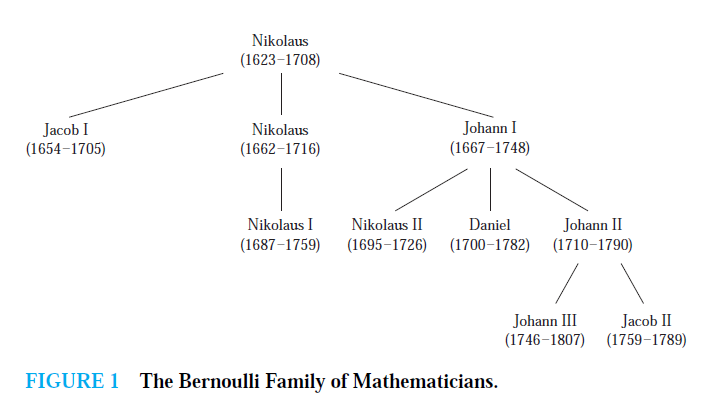 Nikolaus
(1623–1708)
Jacob I
(1654–1705)
Nikolaus
(1662–1716)
Johann I
(1667–1748)
Nikolaus I
(1687–1759)
Nikolaus II
(1695–1726)
Daniel
(1700–1782)
Johann II
(1710–1790)
Johann III
(1746–1807)
Jacob II
(1759–1789)
FIGURE 1 The Bernoulli Family of Mathematicians.